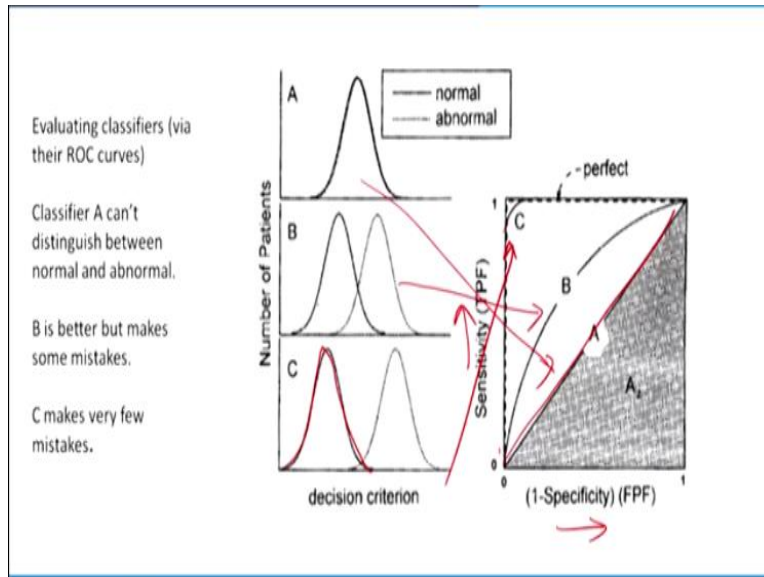 Evaluating classifiers (via
their ROC curves)
Classifier A can't
distinguish between
normal and abnormal.
B is better but makes
some mistakes.
C makes very few
mistakes.
A
normal
abnormal
B
C
Number of Patients
decision criterion
perfect
1
C
B
A
A₂
Sensitivity (TPF)
0
0
1
(1-Specificity) (FPF)